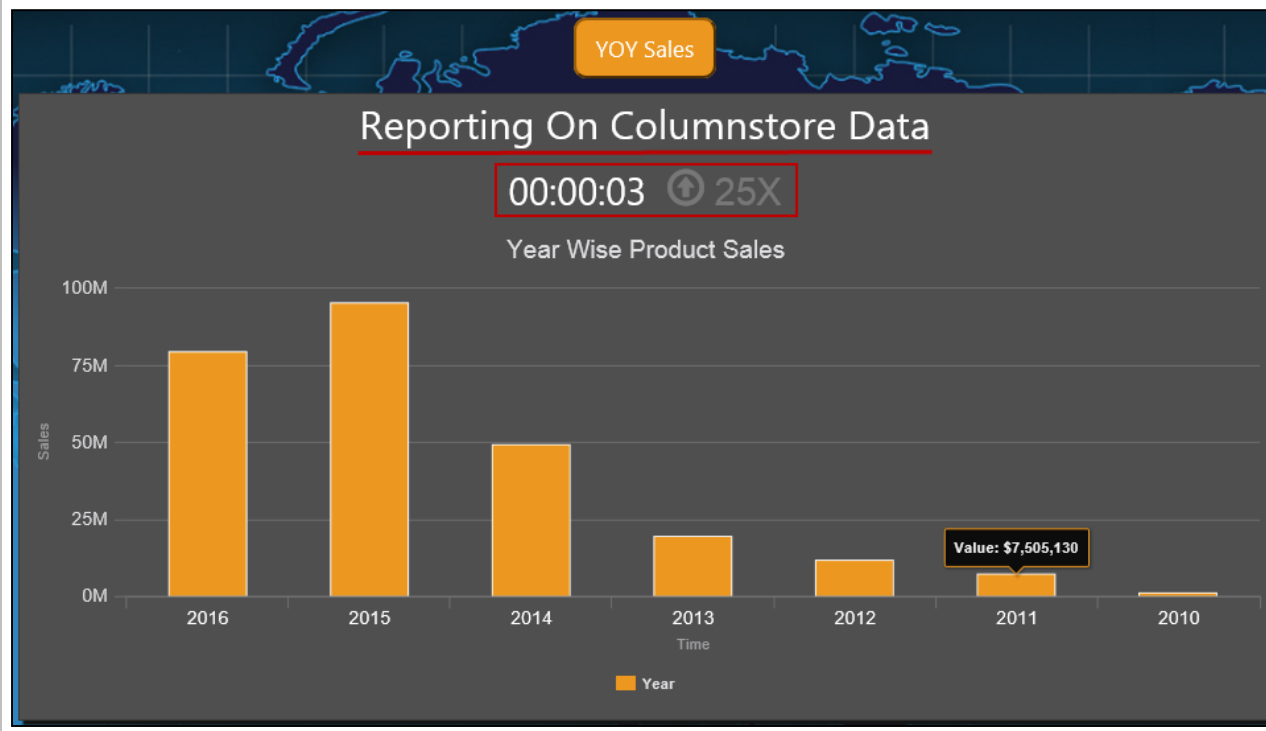 YOY Sales
Reporting On Columnstore Data
00:00:03 25X
Year Wise Product Sales
100M
75M
50M
25M
0M
Sales
Value: $7,505,130
2016 2015 2014 2013 2012 2011 2010
Time
Year